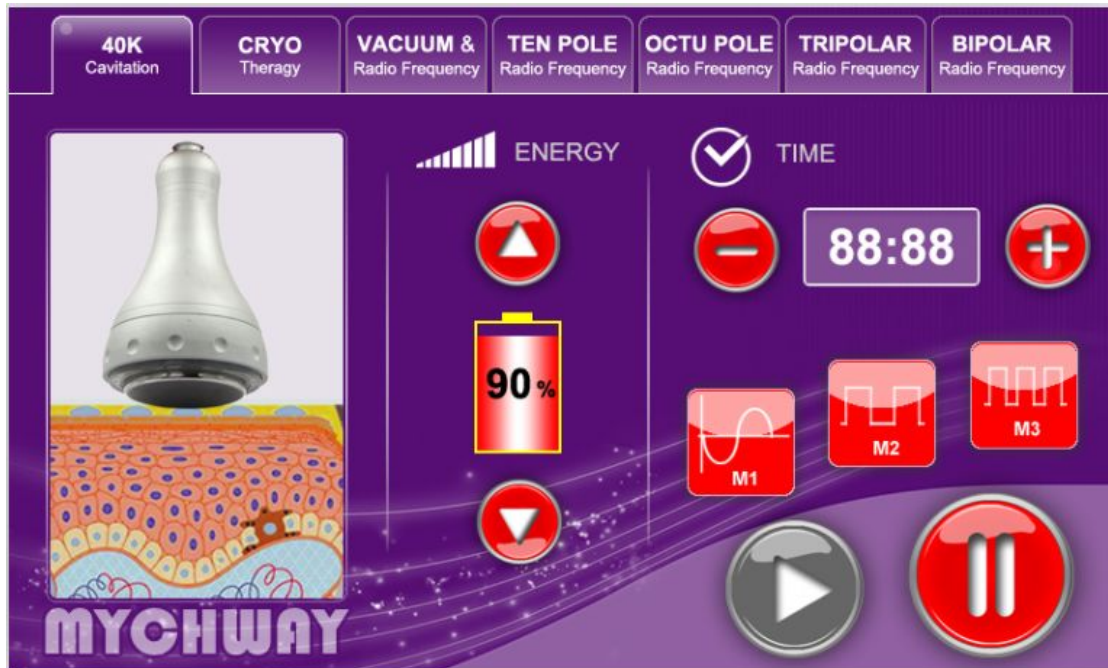 40K
Cavitation
CRYO
Theragy
VACUUM &
Radio Frequency
TEN POLE
Radio Frequency
OCTU POLE
Radio Frequency
TRIPOLAR
Radio Frequency
BIPOLAR
Radio Frequency
ENERGY
TIME
88:88
90 %
M1
M2
M3
MYCHWAY